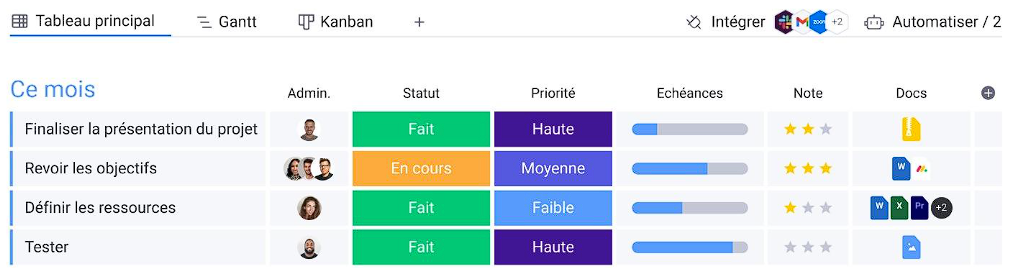 Tableau principal Gantt Kanban + Intégrer zoom +2 Automatiser / 2
Ce mois Admin. Statut Priorité Echéances Note Docs
Finaliser la présentation du projet Fait Haute
Revoir les objectifs En cours Moyenne W
Définir les ressources Fait Faible W X Pr +2
Tester Fait Haute